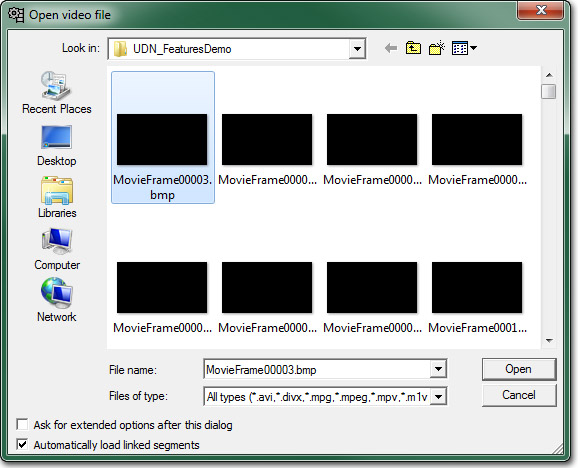 Open video file
Look in:
UDN_FeaturesDemo
Recent Places
Desktop
Libraries
Computer
Network
MovieFrame00003.
bmp
MovieFrame0000...
MovieFrame0000...
MovieFrame0000...
MovieFrame0000...
MovieFrame0000...
MovieFrame0000...
MovieFrame0001...
File name:
MovieFrame00003.bmp
Open
Files of type:
All types (*.avi,*.divx,*.mpg,*.mpeg,*.mpv,*.m1v
Cancel
Ask for extended options after this dialog
Automatically load linked segments